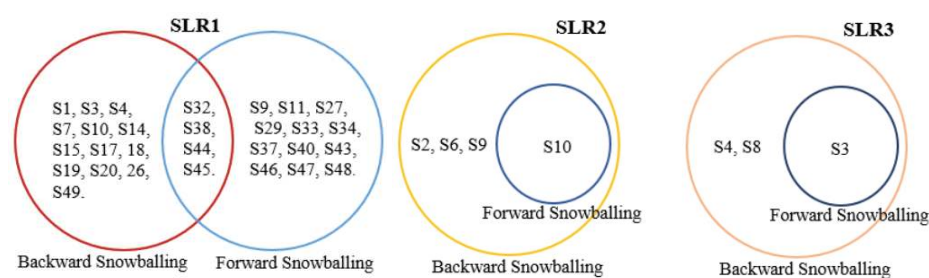 SLR1
S1, S3, S4,
S7, S10, S14,
S15, S17, 18,
S19, S20, 26,
S49.
S32,
S38,
S44,
S45.
S9, S11, S27,
S29, S33, S34,
S37, S40, S43,
S46, S47, S48.
Backward Snowballing
Forward Snowballing
SLR2
S2, S6, S9
S10
Forward Snowballing
Backward Snowballing
SLR3
S4, S8
S3
Forward Snowballing
Backward Snowballing